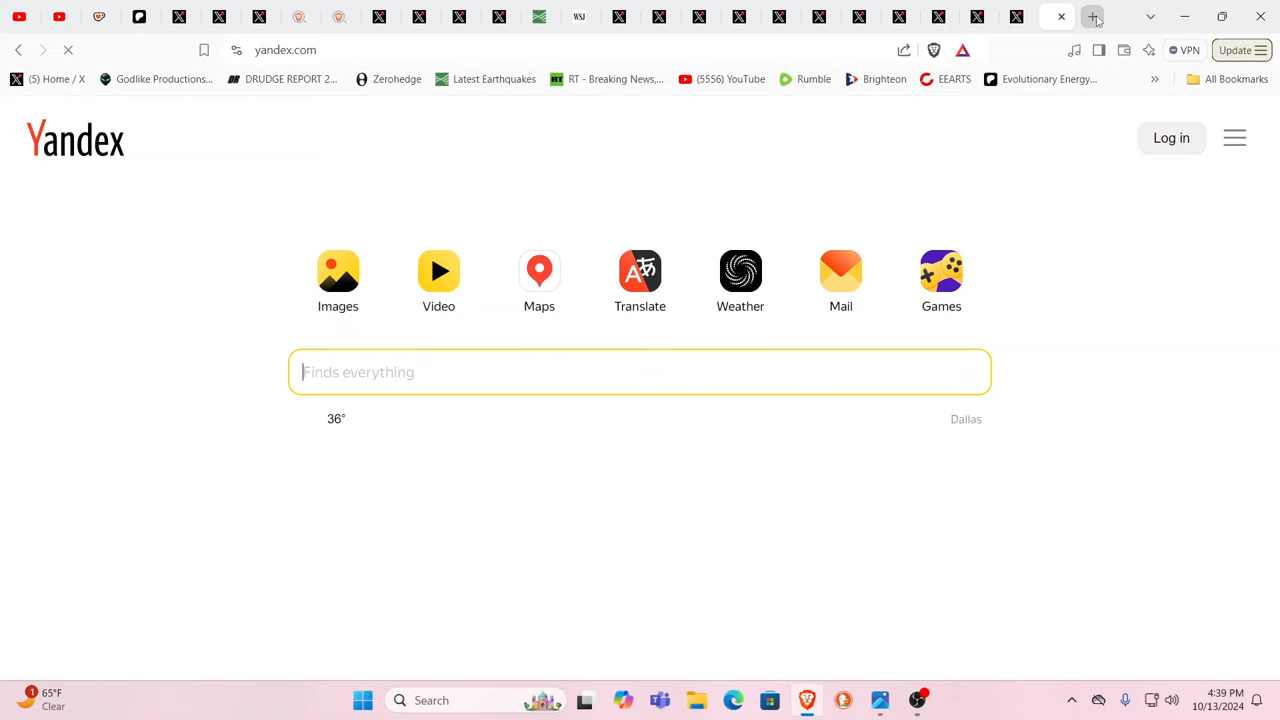 WSJ
yandex.com
VPN
Update
(5) Home / X
Godlike Productions...
DRUDGE REPORT 2...
Zerohedge
Latest Earthquakes
RT - Breaking News,...
(5556) YouTube
Rumble
Brighteon
EEARTS
Evolutionary Energy...
»
All Bookmarks
Yandex
Log in
Images
Video
Maps
Translate
Weather
Mail
Games
Finds everything
36°
Dallas
1
65°F
Clear
Search
4:39 PM
10/13/2024